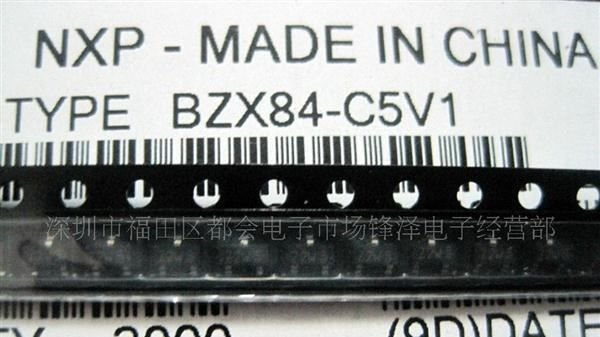 NXP - MADE IN CHINA
TYPE BZX84-C5V1
深圳市福田区都会电子市场锋泽电子经营部
(9D)DATE